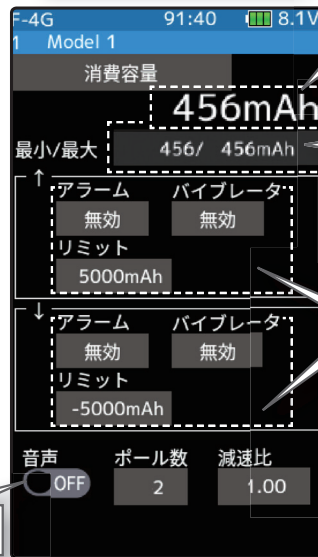 F-4G 91:40 8.1V
1 Model 1
消費容量
456mAh
最小/最大 456/ 456mAh
↑
アラーム バイブレータ
無効 無効
リミット
5000mAh
↓
アラーム バイブレータ
無効 無効
リミット
-5000mAh
音声 ポール数 減速比
OFF 2 1.00